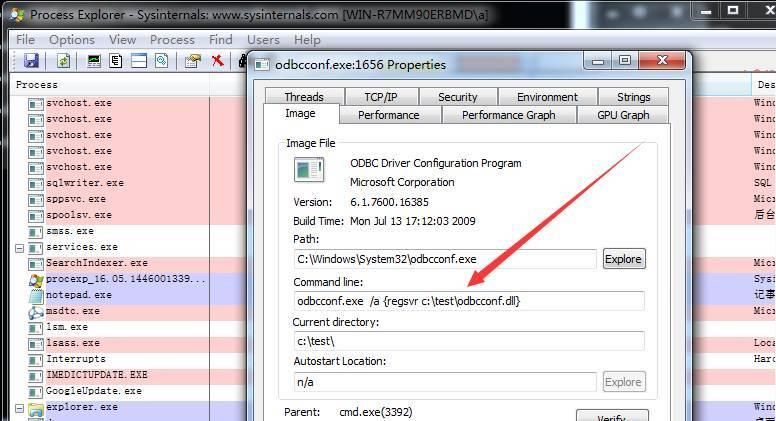 Process Explorer - Sysinternals: www.sysinternals.com [WIN-R7MM90ERBMD\a]
File Options View Process Find Users Help
Process
svchost.exe
svchost.exe
svchost.exe
svchost.exe
svchost.exe
sqlwriter.exe
sppsvc.exe
spoolsv.exe
smss.exe
services.exe
SearchIndexer.exe
procexp_16.05.1446001339...
notepad.exe
msdtc.exe
lsm.exe
lsass.exe
Interrupts
IMEDICTUPDATE.EXE
GoogleUpdate.exe
explorer.exe
odbcconf.exe:1656 Properties
Threads TCP/IP Security Environment Strings
Image Performance Performance Graph GPU Graph
Image File
ODBC Driver Configuration Program
Microsoft Corporation
Version: 6.1.7600.16385
Build Time: Mon Jul 13 17:12:03 2009
Path:
C:\Windows\System32\odbcconf.exe Explore
Command line:
odbcconf.exe /a {regsvr c:\test\odbcconf.dll}
Current directory:
c:\test\
Autostart Location:
n/a Explore
Parent: cmd.exe(3392)
Verify
Des
Wind
Wind
Wind
Wind
Wind
SQL
Micr
后台
Micr
Sysi
记事
Micr
Loca
Hard
Wind